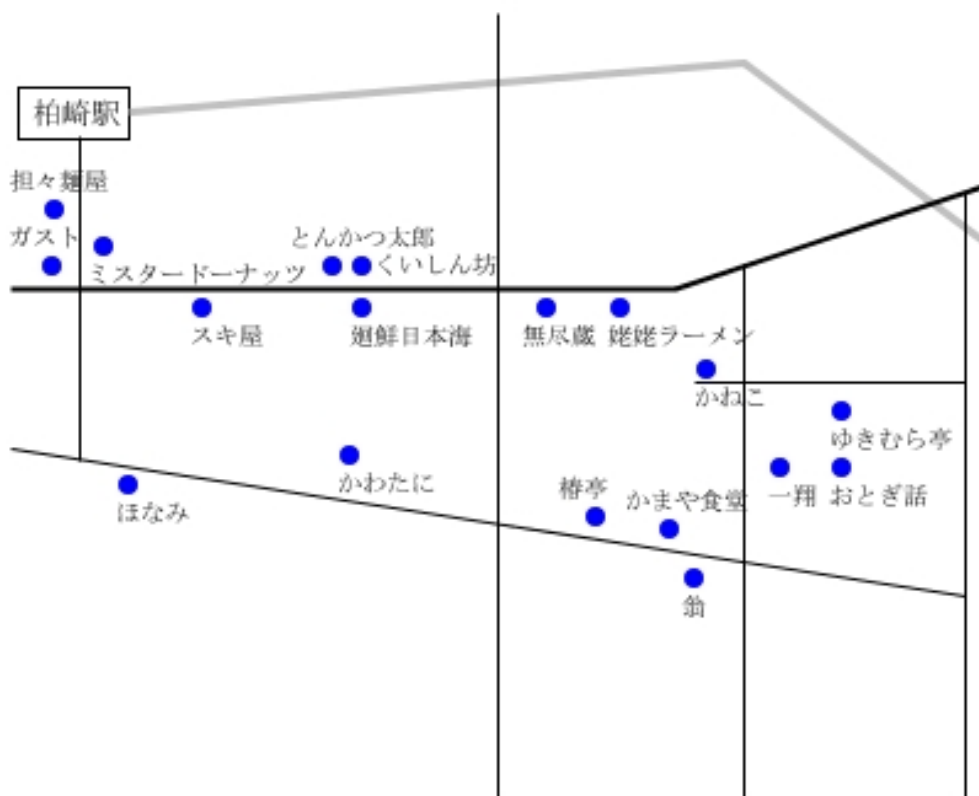 柏崎駅
担々麺屋
ガスト
ミスタードーナッツ
とんかつ太郎
くいしん坊
スキ屋
廻鮮日本海
無尽蔵
姥姥ラーメン
かねこ
ゆきむら亭
一翔
おとぎ話
かわたに
ほなみ
椿亭
かまや食堂
翁